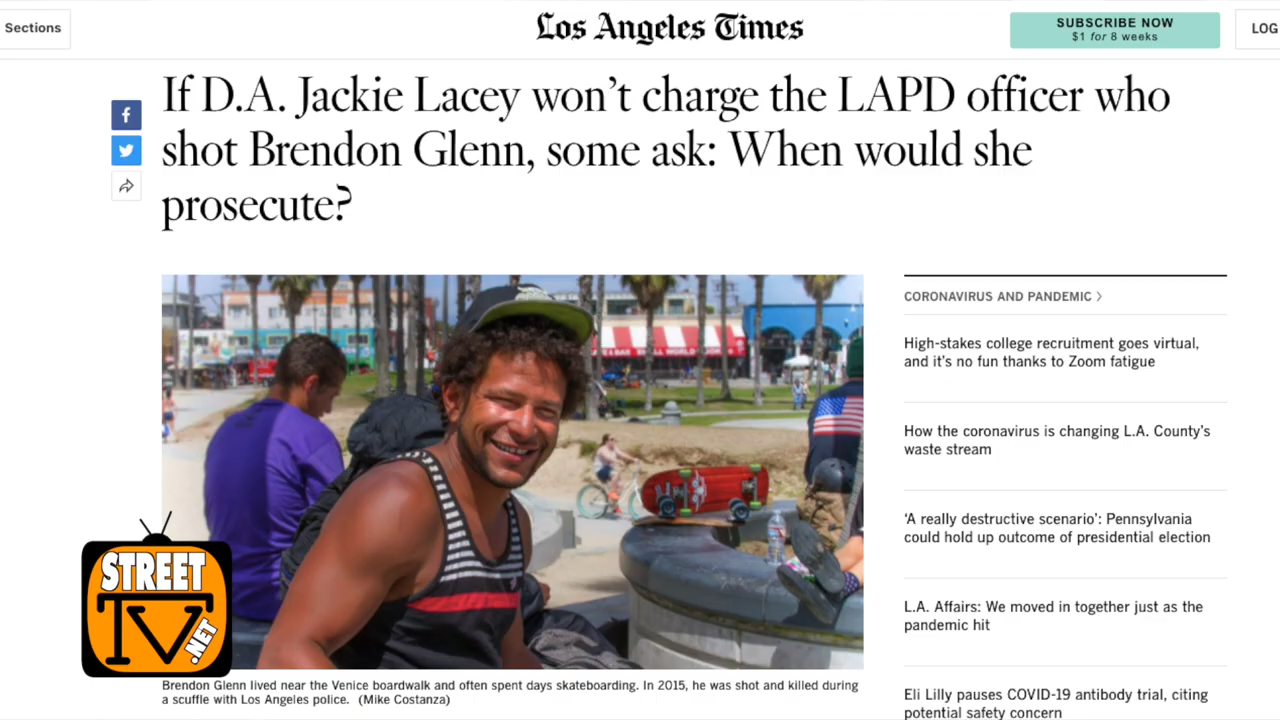 Sections
Los Angeles Times
SUBSCRIBE NOW
$1 for 8 weeks
LOG
If D.A. Jackie Lacey won’t charge the LAPD officer who
shot Brendon Glenn, some ask: When would she
prosecute?
STREET
TV
.NET
Brendon Glenn lived near the Venice boardwalk and often spent days skateboarding. In 2015, he was shot and killed during
a scuffle with Los Angeles police. (Mike Costanza)
CORONAVIRUS AND PANDEMIC >
High-stakes college recruitment goes virtual,
and it’s no fun thanks to Zoom fatigue
How the coronavirus is changing L.A. County’s
waste stream
‘A really destructive scenario’: Pennsylvania
could hold up outcome of presidential election
L.A. Affairs: We moved in together just as the
pandemic hit
Eli Lilly pauses COVID-19 antibody trial, citing
potential safety concern